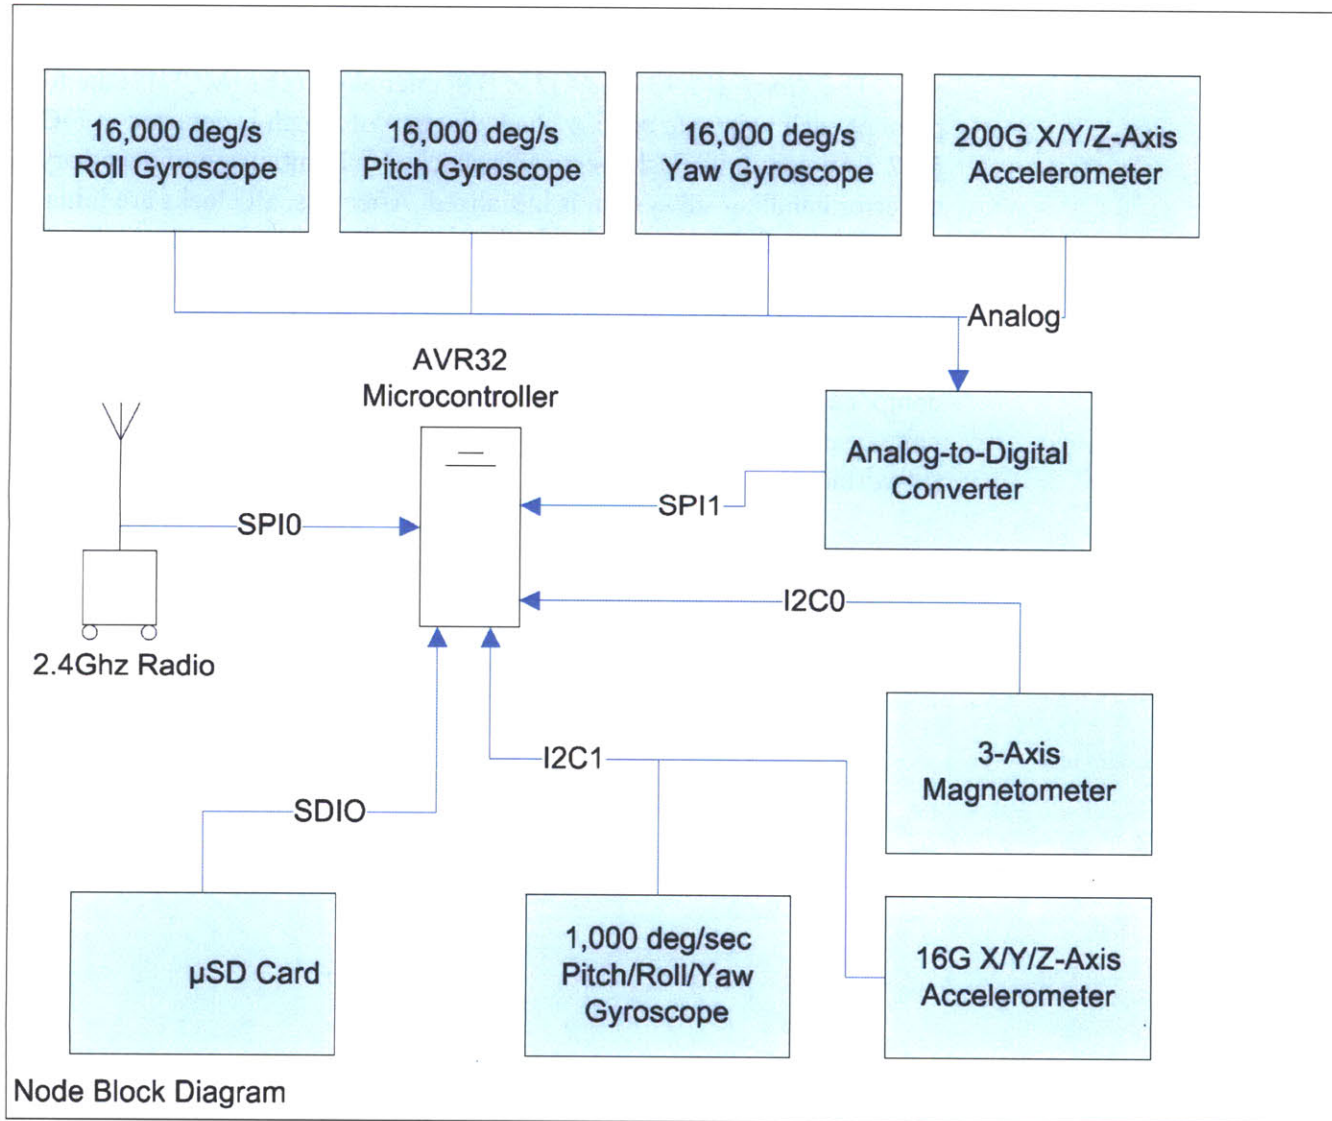 16,000 deg/s
Roll Gyroscope
16,000 deg/s
Pitch Gyroscope
16,000 deg/s
Yaw Gyroscope
200G X/Y/Z-Axis
Accelerometer
Analog
AVR32
Microcontroller
Analog-to-Digital
Converter
SPI1
SPI0
I2C0
2.4Ghz Radio
3-Axis
Magnetometer
I2C1
SDIO
µSD Card
1,000 deg/sec
Pitch/Roll/Yaw
Gyroscope
16G X/Y/Z-Axis
Accelerometer
Node Block Diagram